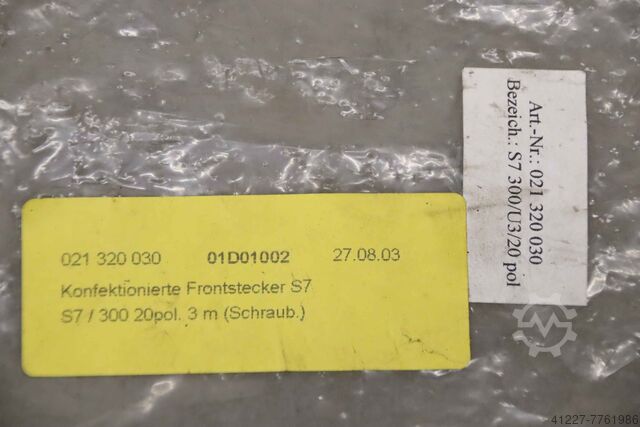 021 320 030 01D01002 27.08.03
Konfektionierte Frontstecker S7
S7 / 300 20pol. 3 m (Schraub.)
Art.-Nr.: 021 320 030
Bezeich.: S7 300/U3/20 pol
41227-7761986